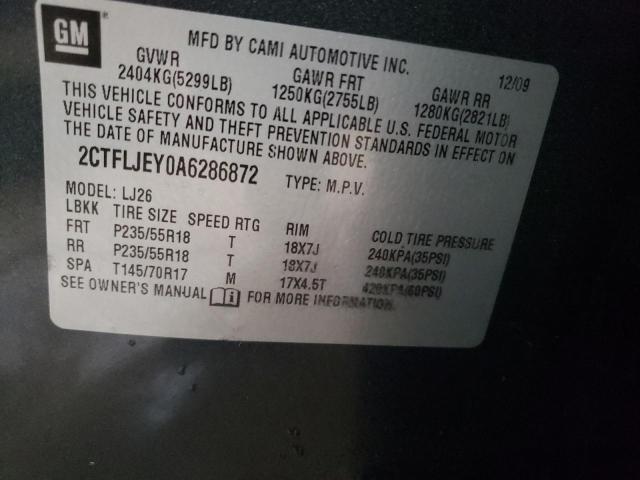 GM
MFD BY CAMI AUTOMOTIVE INC.
GVWR GAWR FRT GAWR RR 12/09
2404KG(5299LB) 1250KG(2755LB) 1280KG(2821LB)
THIS VEHICLE CONFORMS TO ALL APPLICABLE U.S. FEDERAL MOTOR
VEHICLE SAFETY AND THEFT PREVENTION STANDARDS IN EFFECT ON
THE DATE OF MANUFACTURE SHOWN ABOVE.
2CTFLJEY0A6286872 TYPE: M.P.V.
MODEL: LJ26
LBKK TIRE SIZE SPEED RTG RIM COLD TIRE PRESSURE
FRT P235/55R18 T 18X7J 240KPA(35PSI)
RR P235/55R18 T 18X7J 240KPA(35PSI)
SPA T145/70R17 M 17X4.5T 420KPA(60PSI)
SEE OWNER'S MANUAL FOR MORE INFORMATION.